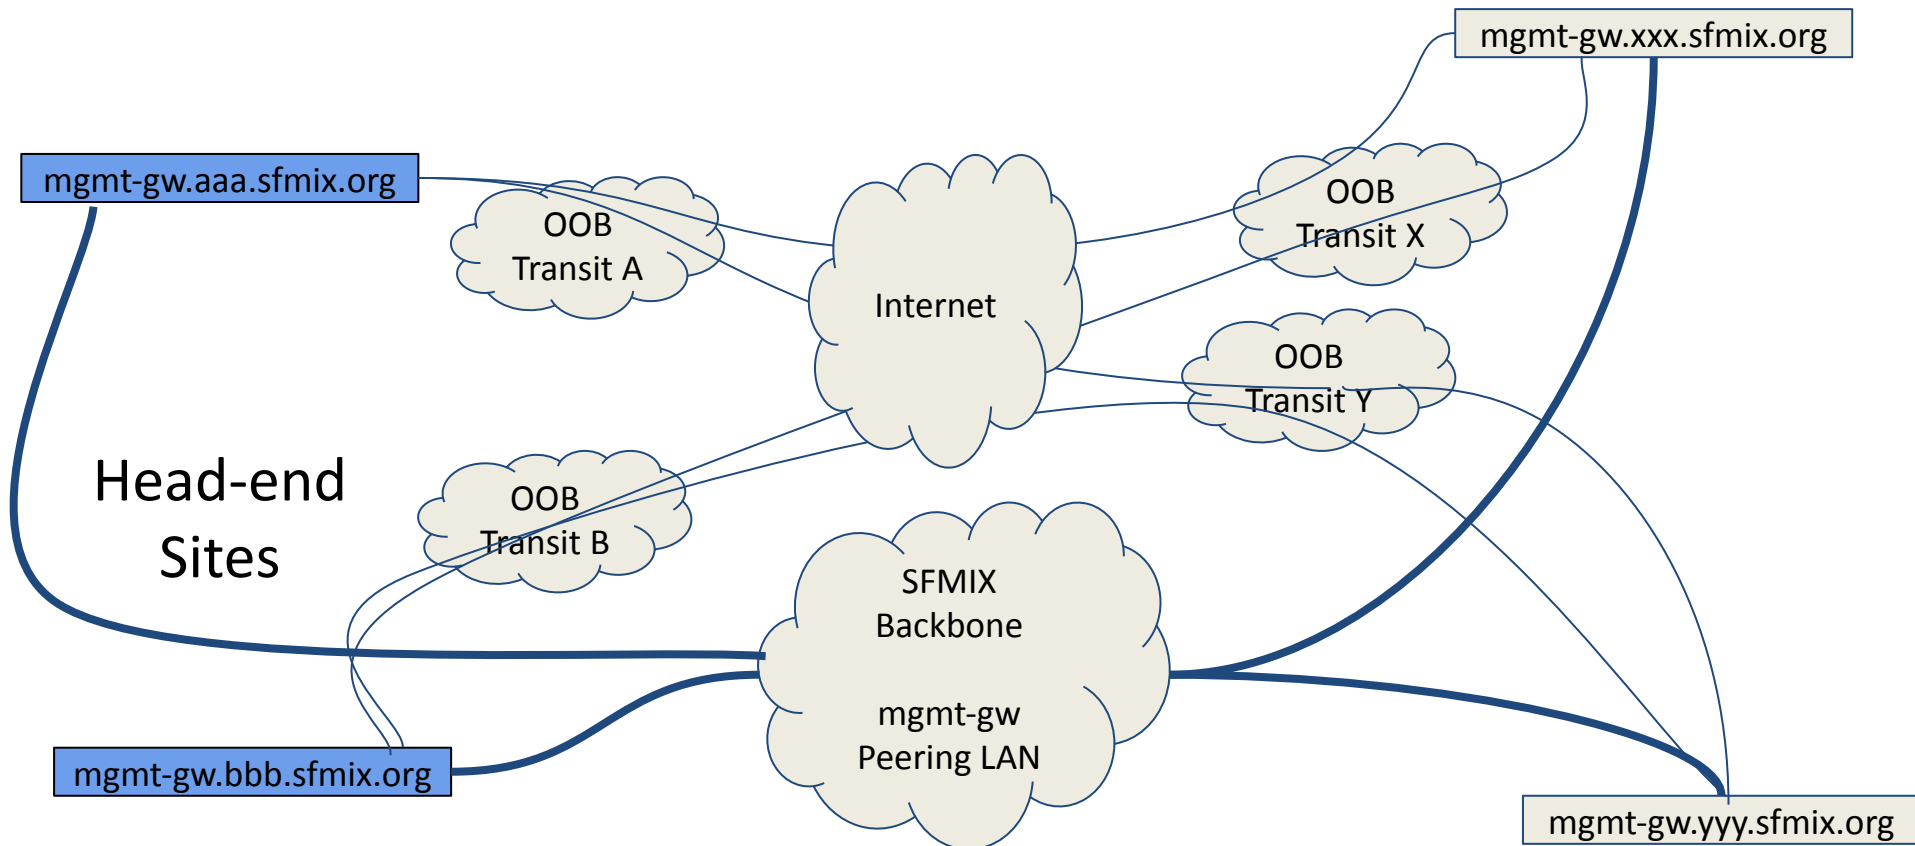 mgmt-gw.xxx.sfmix.org
mgmt-gw.aaa.sfmix.org
OOB
Transit A
Internet
OOB
Transit X
OOB
Transit Y
Head-end
Sites
OOB
Transit B
SFMIX
Backbone
mgmt-gw
Peering LAN
mgmt-gw.bbb.sfmix.org
mgmt-gw.yyy.sfmix.org